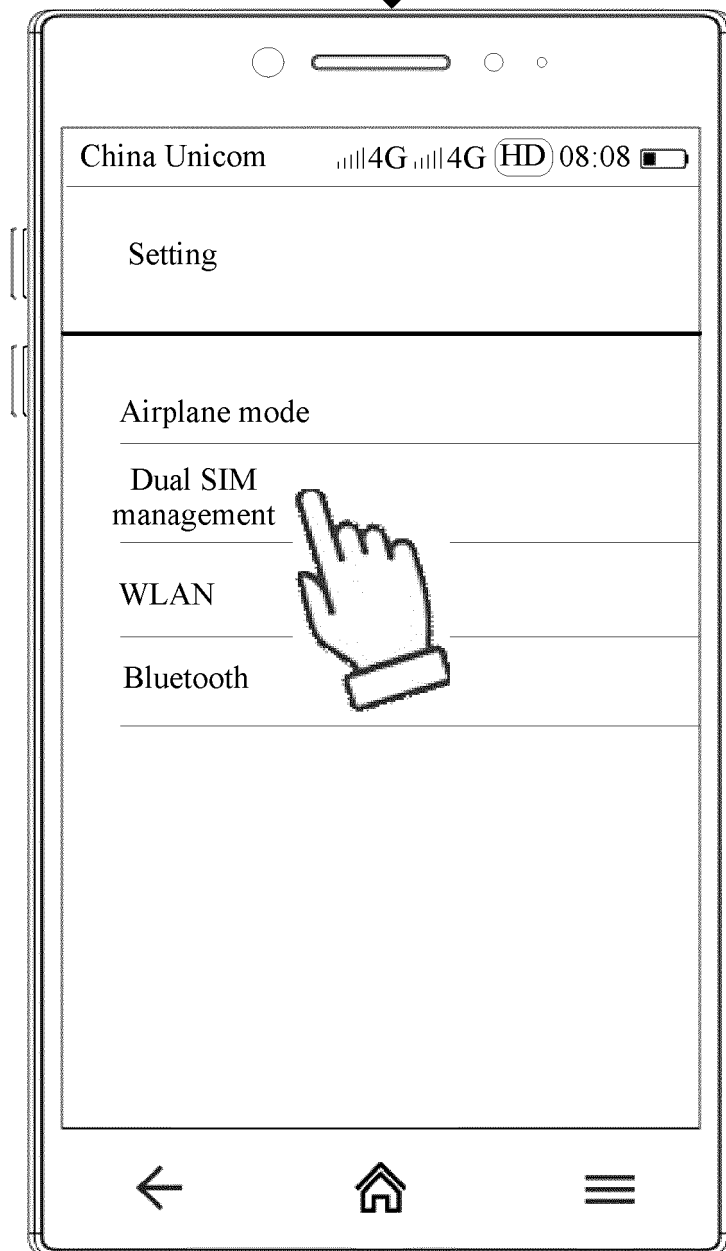 China Unicom 4G 4G HD 08:08
Setting
Airplane mode
Dual SIM
management
WLAN
Bluetooth